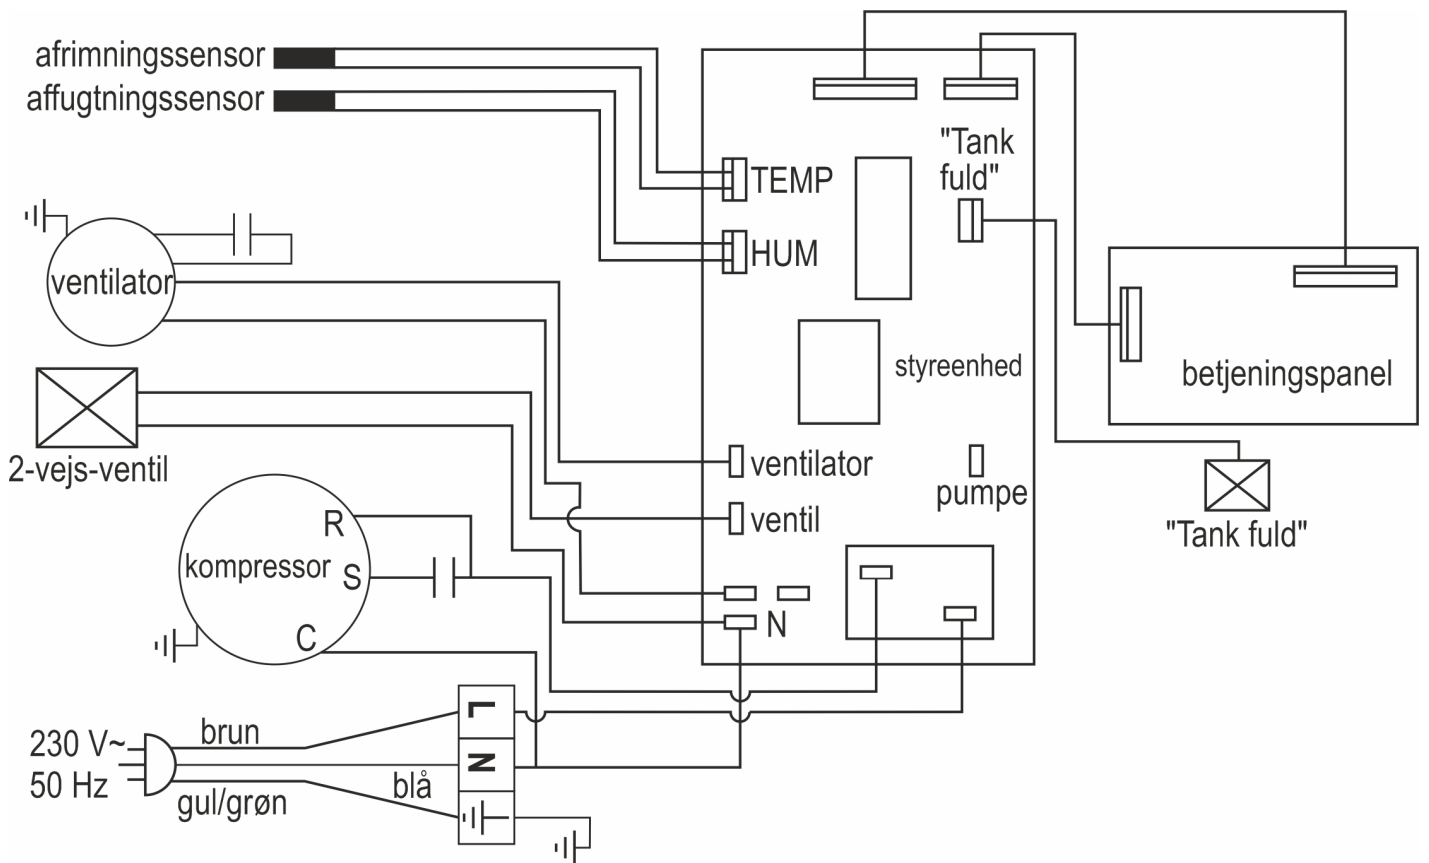 afrimningssensor
affugtningssensor
TEMP
HUM
"Tank
fuld"
ventilator
2-vejs-ventil
styreenhed
betjeningspanel
ventilator
ventil
pumpe
"Tank fuld"
kompressor
R
S
C
N
L
N
230 V~
50 Hz
brun
blå
gul/grøn